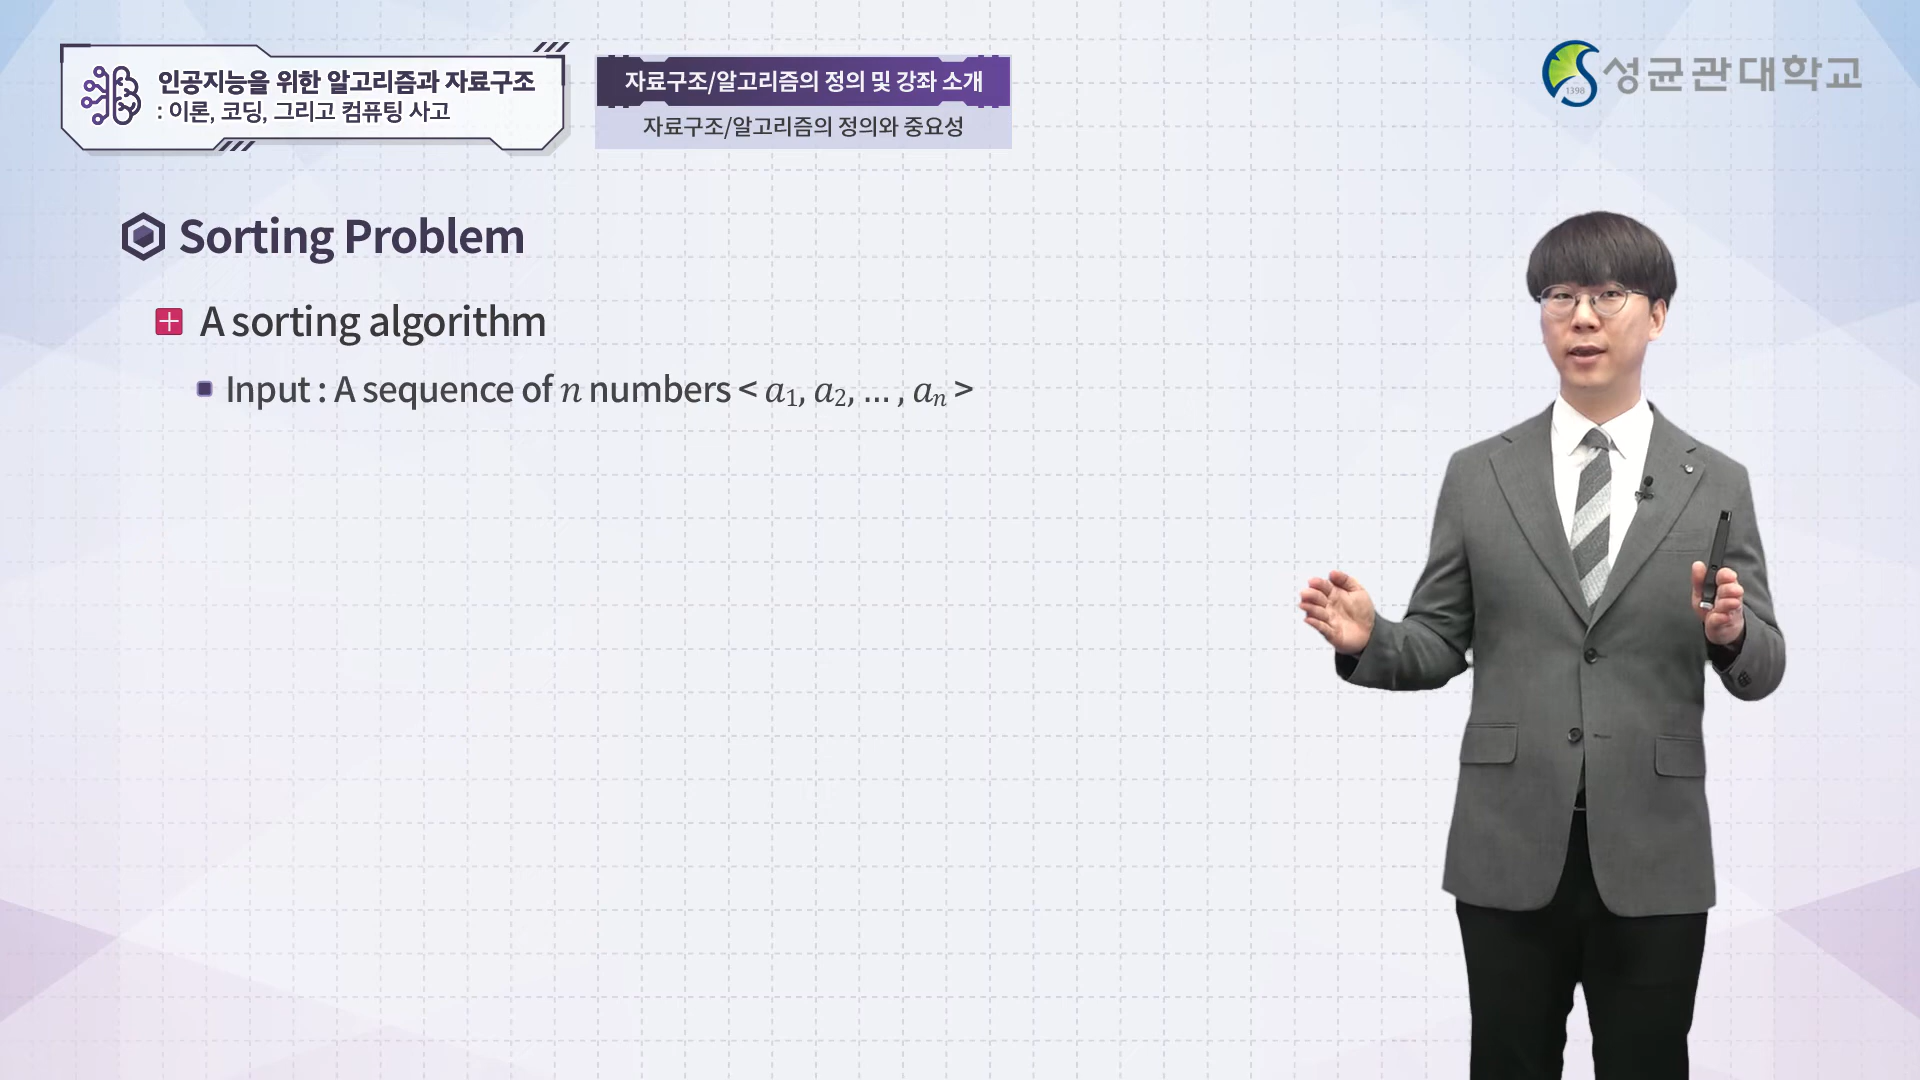 인공지능을 위한 알고리즘과 자료구조
: 이론, 코딩, 그리고 컴퓨팅 사고
자료구조/알고리즘의 정의 및 강좌 소개
자료구조/알고리즘의 정의와 중요성
1398
성균관대학교
Sorting Problem
A sorting algorithm
Input : A sequence of n numbers < a₁, a₂, … , aₙ >